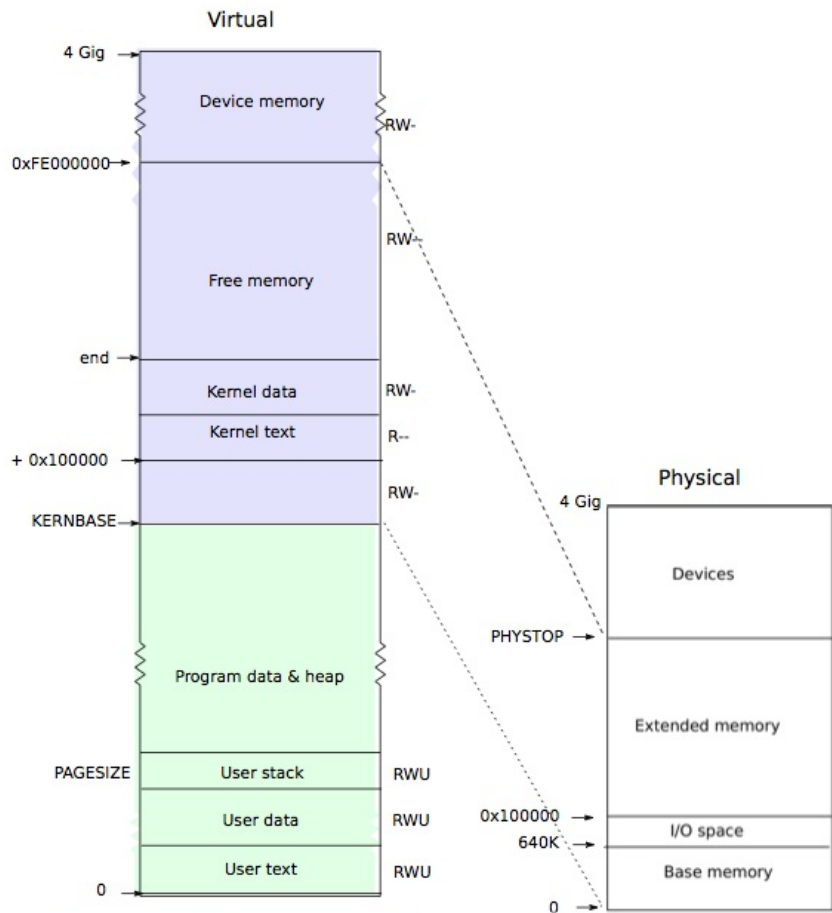 Virtual
4 Gig
Device memory
RW-
0xFE000000
RW--
Free memory
end
Kernel data
RW-
Kernel text
R--
+ 0x100000
RW-
KERNBASE
Program data & heap
PAGESIZE
User stack
RWU
User data
RWU
User text
RWU
0
Physical
4 Gig
Devices
PHYSTOP
Extended memory
0x100000
I/O space
640K
Base memory
0